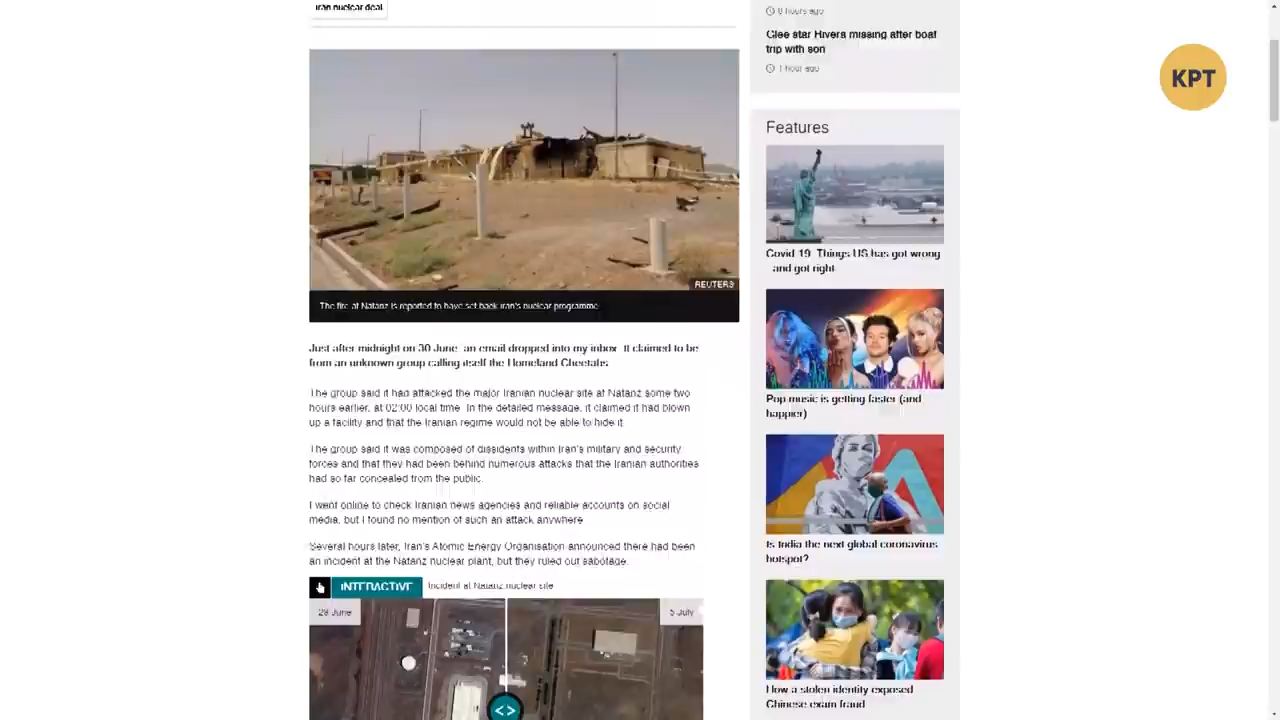 Iran nuclear deal
REUTERS
The fire at Natanz is reported to have set back Iran's nuclear programme
Just after midnight on 30 June, an email dropped into my inbox. It claimed to be
from an unknown group calling itself the Homeland Cheetahs.
The group said it had attacked the major Iranian nuclear site at Natanz some two
hours earlier, at 02:00 local time. In the detailed message, it claimed it had blown
up a facility and that the Iranian regime would not be able to hide it.
The group said it was composed of dissidents within Iran's military and security
forces and that they had been behind numerous attacks that the Iranian authorities
had so far concealed from the public.
I went online to check Iranian news agencies and reliable accounts on social
media, but I found no mention of such an attack anywhere.
Several hours later, Iran's Atomic Energy Organisation announced there had been
an incident at the Natanz nuclear plant, but they ruled out sabotage.
INTERACTIVE Incident at Natanz nuclear site
29 June
5 July
<>
8 hours ago
Glee star Rivera missing after boat
trip with son
1 hour ago
Features
Covid-19: Things US has got wrong
- and got right
Pop music is getting faster (and
happier)
Is India the next global coronavirus
hotspot?
How a stolen identity exposed
Chinese exam fraud
KPT